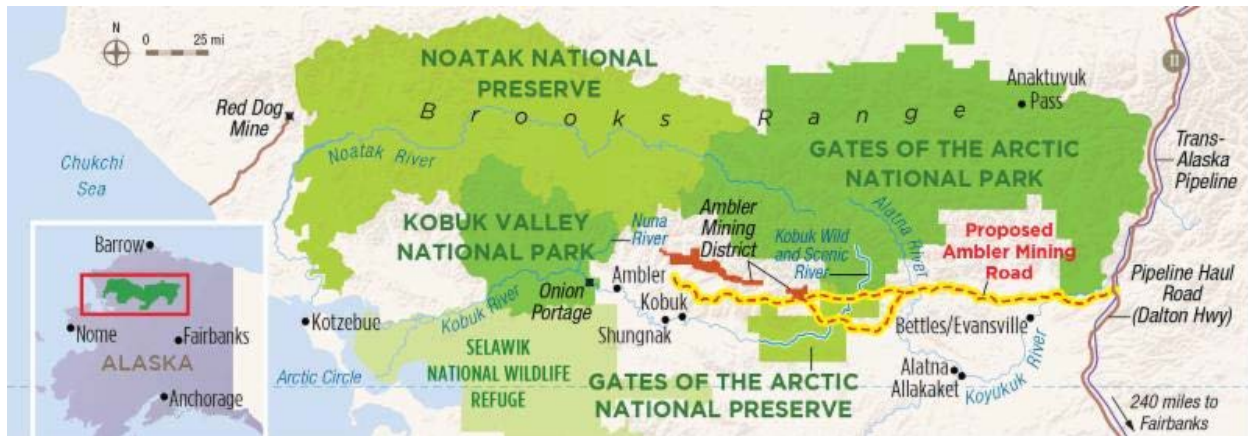 N
0 25 mi
NOATAK NATIONAL
PRESERVE
Brooks Range
11
Anaktuvuk
Pass
Red Dog
Mine
Trans-
Alaska
Pipeline
Chukchi
Sea
Noatak River
GATES OF THE ARCTIC
NATIONAL PARK
KOBUK VALLEY
NATIONAL PARK
Nuna
River
Ambler
Mining
District
Kobuk Wild
and Scenic
River
Alatna River
Proposed
Ambler Mining
Road
Barrow
Nome
Fairbanks
ALASKA
Anchorage
Kotzebue
Kobuk River
Onion
Portage
Ambler
Kobuk
Shungnak
Bettles/Evansville
Pipeline Haul
Road
(Dalton Hwy)
Arctic Circle
SELAWIK
NATIONAL WILDLIFE
REFUGE
GATES OF THE ARCTIC
NATIONAL PRESERVE
Alatna
Allakaket
Koyukuk River
240 miles to
Fairbanks